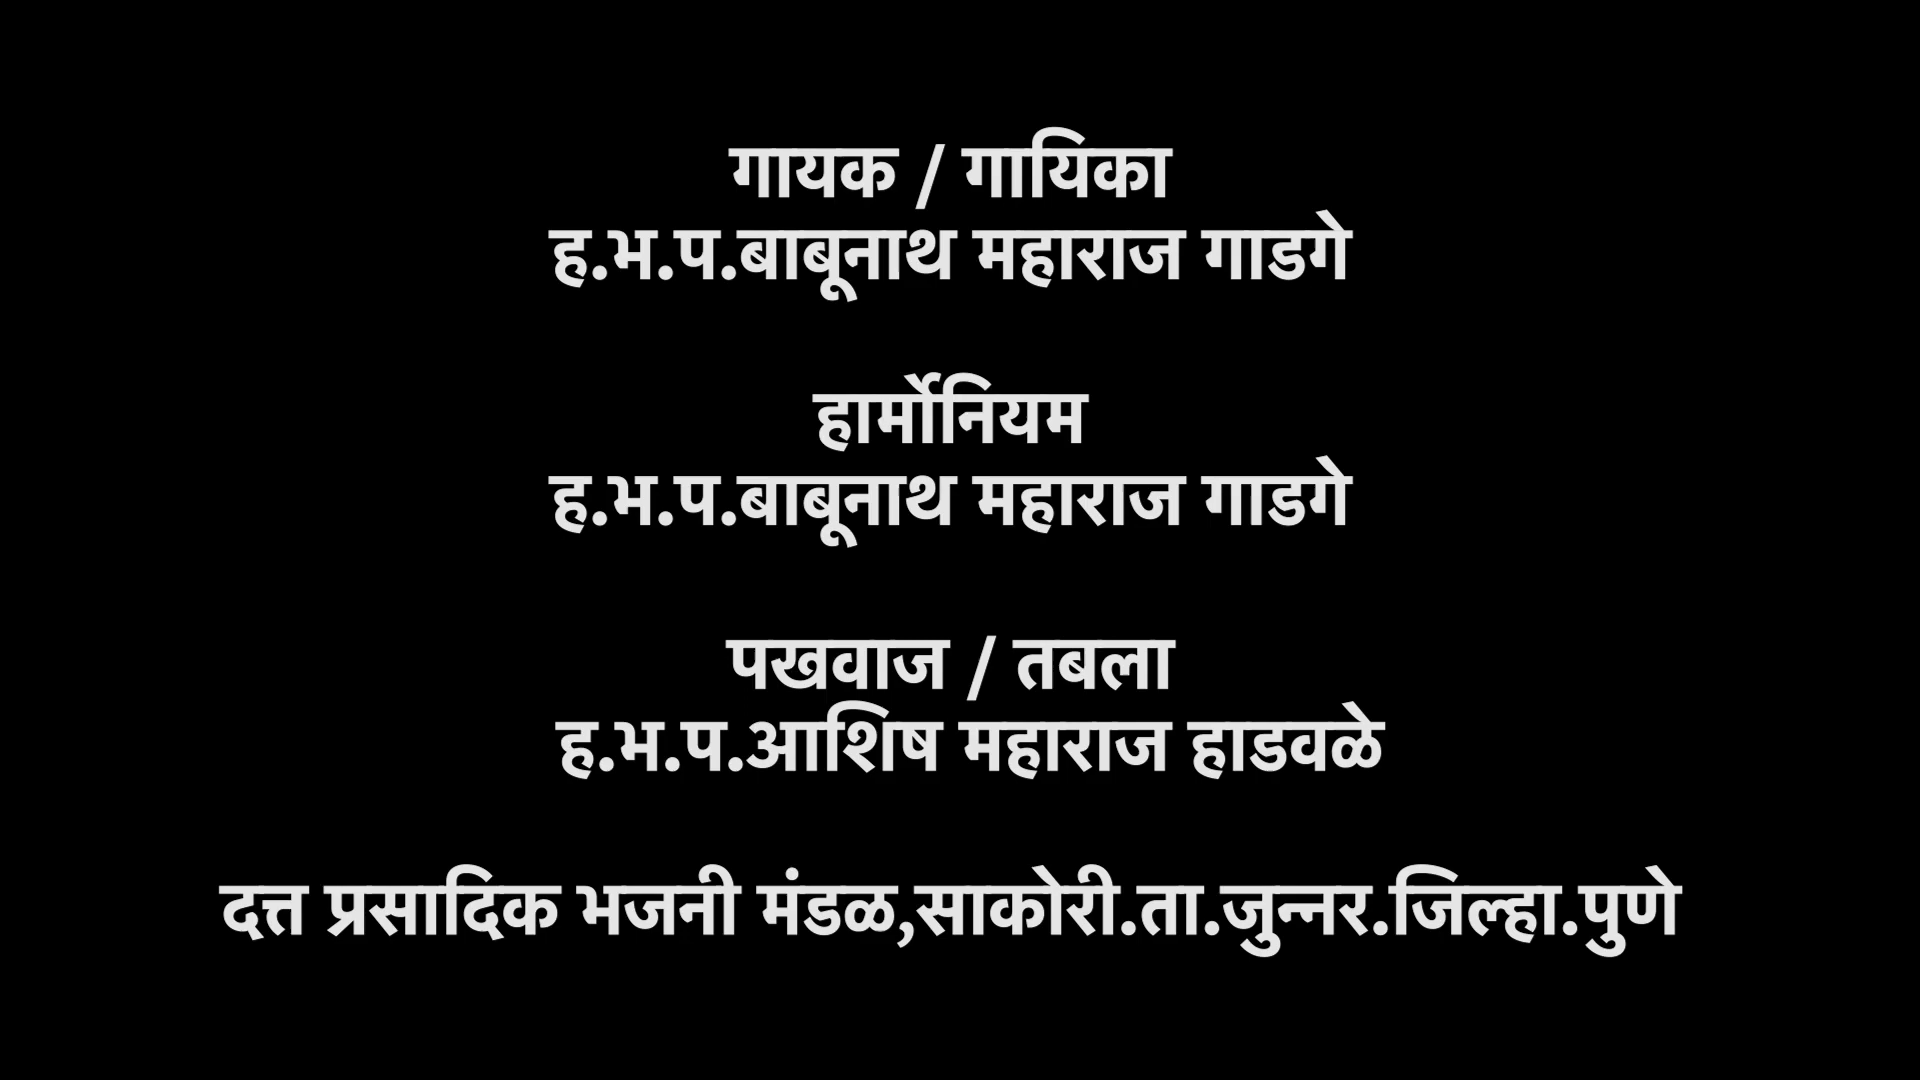 गायक / गायिका
ह.भ.प.बाबूनाथ महाराज गाडगे
हार्मोनियम
ह.भ.प.बाबूनाथ महाराज गाडगे
पखवाज / तबला
ह.भ.प.आशिष महाराज हाडवळे
दत्त प्रसादिक भजनी मंडळ,साकोरी.ता.जुन्नर.जिल्हा.पुणे